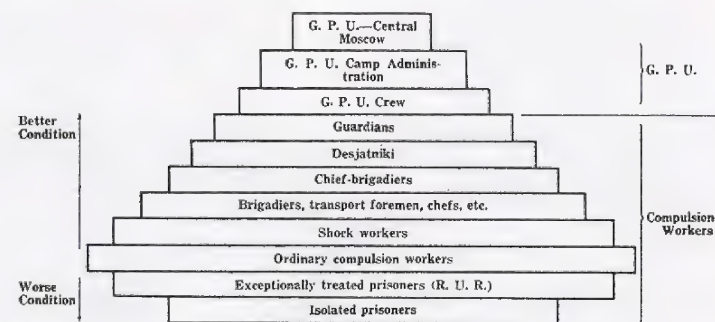 G. P. U.—Central
Moscow
G. P. U. Camp Adminis-
tration
G. P. U.
G. P. U. Crew
Better
Condition
Guardians
Desjatniki
Chief-brigadiers
Brigadiers, transport foremen, chefs, etc.
Compulsion
Workers
Shock workers
Ordinary compulsion workers
Worse
Condition
Exceptionally treated prisoners (R. U. R.)
Isolated prisoners